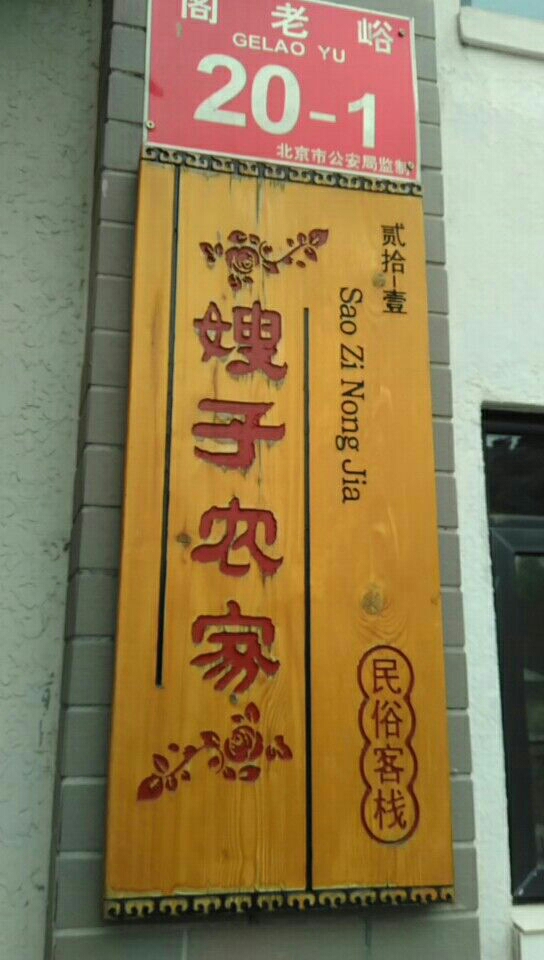 阁老峪
GELAO YU
20-1
北京市公安局监制
贰拾-壹
Sao Zi Nong Jia
嫂子农家
民俗客栈